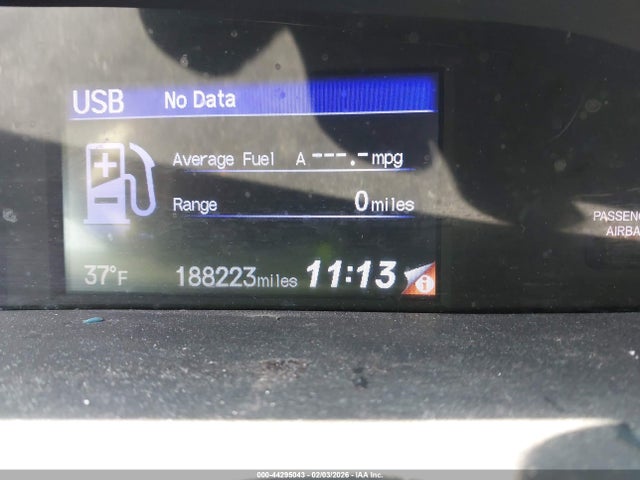 USB No Data
Average Fuel A ---.- mpg
Range 0 miles
PASSENG
AIRBA
37°F 188223 miles 11:13 i
000-44295043 - 02/03/2026 - IAA Inc.